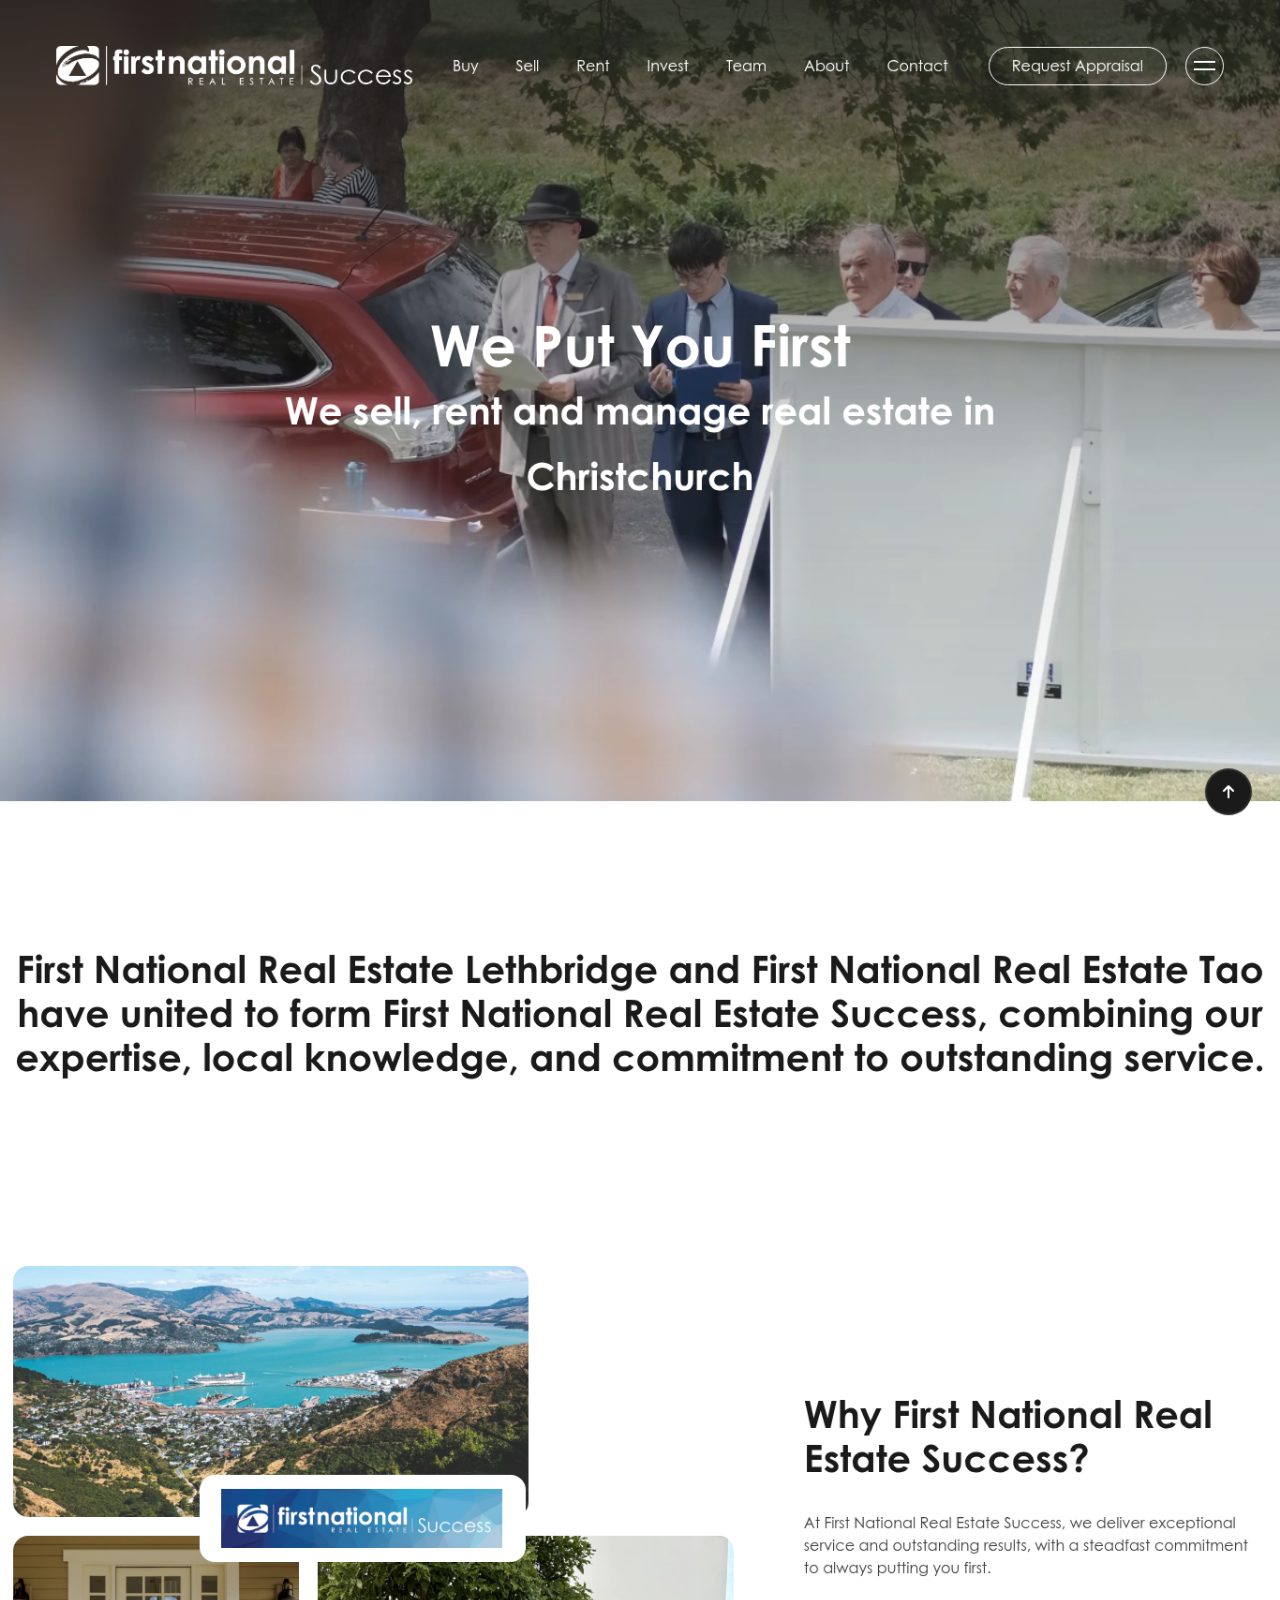 firstnational
REAL ESTATE
Success
Buy
Sell
Rent
Invest
Team
About
Contact
Request Appraisal
We Put You First
We sell, rent and manage real estate in
Christchurch
First National Real Estate Lethbridge and First National Real Estate Tao
have united to form First National Real Estate Success, combining our
expertise, local knowledge, and commitment to outstanding service.
firstnational
REAL ESTATE
Success
Why First National Real
Estate Success?
At First National Real Estate Success, we deliver exceptional
service and outstanding results, with a steadfast commitment
to always putting you first.